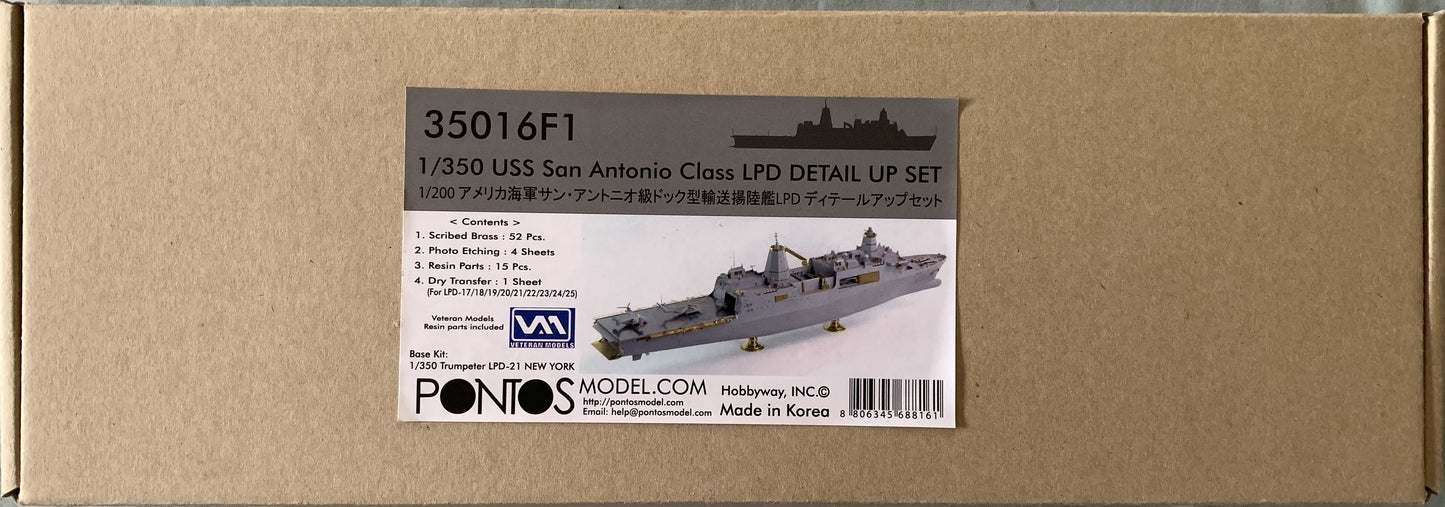 35016F1
1/350 USS San Antonio Class LPD DETAIL UP SET
1/200 アメリカ海軍サン・アントニオ級ドック型輸送揚陸艦LPD ディテールアップセット
< Contents >
1. Scribed Brass : 52 Pcs.
2. Photo Etching : 4 Sheets
3. Resin Parts : 15 Pcs.
4. Dry Transfer : 1 Sheet
(For LPD-17/18/19/20/21/22/23/24/25)
Veteran Models
Resin parts included
VM
VETERAN MODELS
Base Kit:
1/350 Trumpeter LPD-21 NEW YORK
PONTOS MODEL.COM
http://pontosmodel.com
Email: help@pontosmodel.com
Hobbyway, INC.©
Made in Korea
8 806345 688161